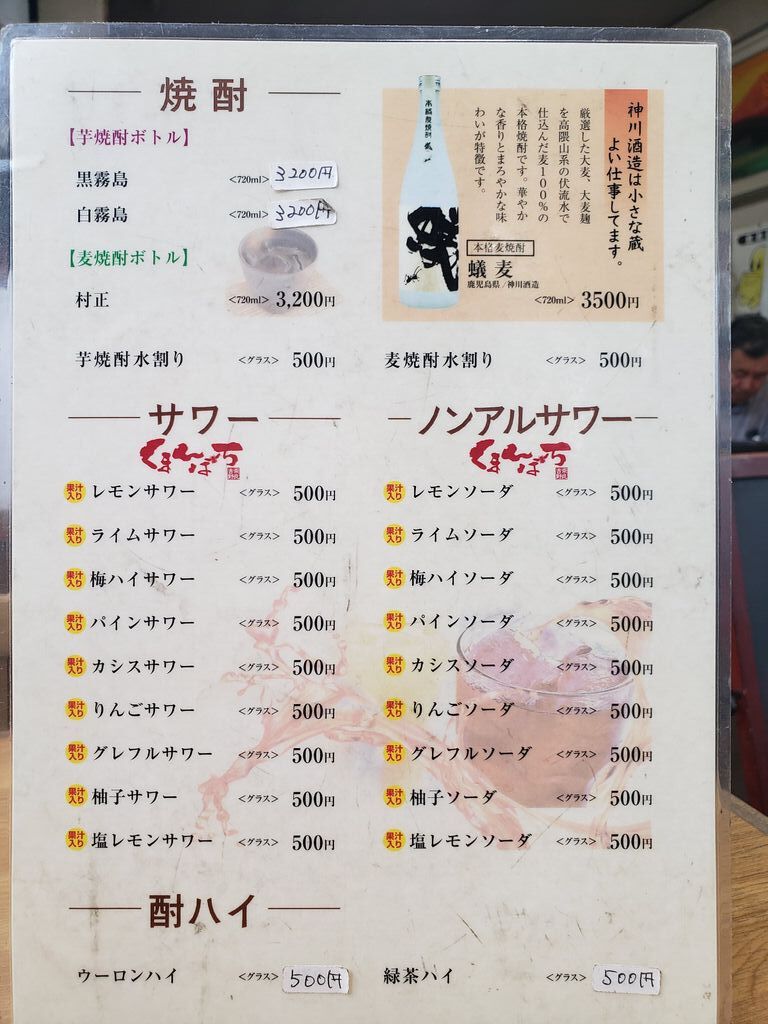 焼酎
【芋焼酎ボトル】
黒霧島 <720ml> 3200円
白霧島 <720ml> 3200円
【麦焼酎ボトル】
村正 <720ml> 3,200円
神川酒造は小さな蔵
よい仕事してます。
厳選した大麦、大麦麹
を高隈山系の伏流水で
仕込んだ麦100%の
本格焼酎です。華やか
な香りとまろやかな味
わいが特徴です。
本格麦焼酎
蟻麦
鹿児島県/神川酒造
<720ml> 3500円
芋焼酎水割り <グラス> 500円
麦焼酎水割り <グラス> 500円
サワー
くまんばち
果汁入り レモンサワー <グラス> 500円
果汁入り ライムサワー <グラス> 500円
果汁入り 梅ハイサワー <グラス> 500円
果汁入り パインサワー <グラス> 500円
果汁入り カシスサワー <グラス> 500円
果汁入り りんごサワー <グラス> 500円
果汁入り グレフルサワー <グラス> 500円
果汁入り 柚子サワー <グラス> 500円
果汁入り 塩レモンサワー <グラス> 500円
ノンアルサワー
くまんばち
果汁入り レモンソーダ <グラス> 500円
果汁入り ライムソーダ <グラス> 500円
果汁入り 梅ハイソーダ <グラス> 500円
果汁入り パインソーダ <グラス> 500円
果汁入り カシスソーダ <グラス> 500円
果汁入り りんごソーダ <グラス> 500円
果汁入り グレフルソーダ <グラス> 500円
果汁入り 柚子ソーダ <グラス> 500円
果汁入り 塩レモンソーダ <グラス> 500円
酎ハイ
ウーロンハイ <グラス> 500円
緑茶ハイ <グラス> 500円